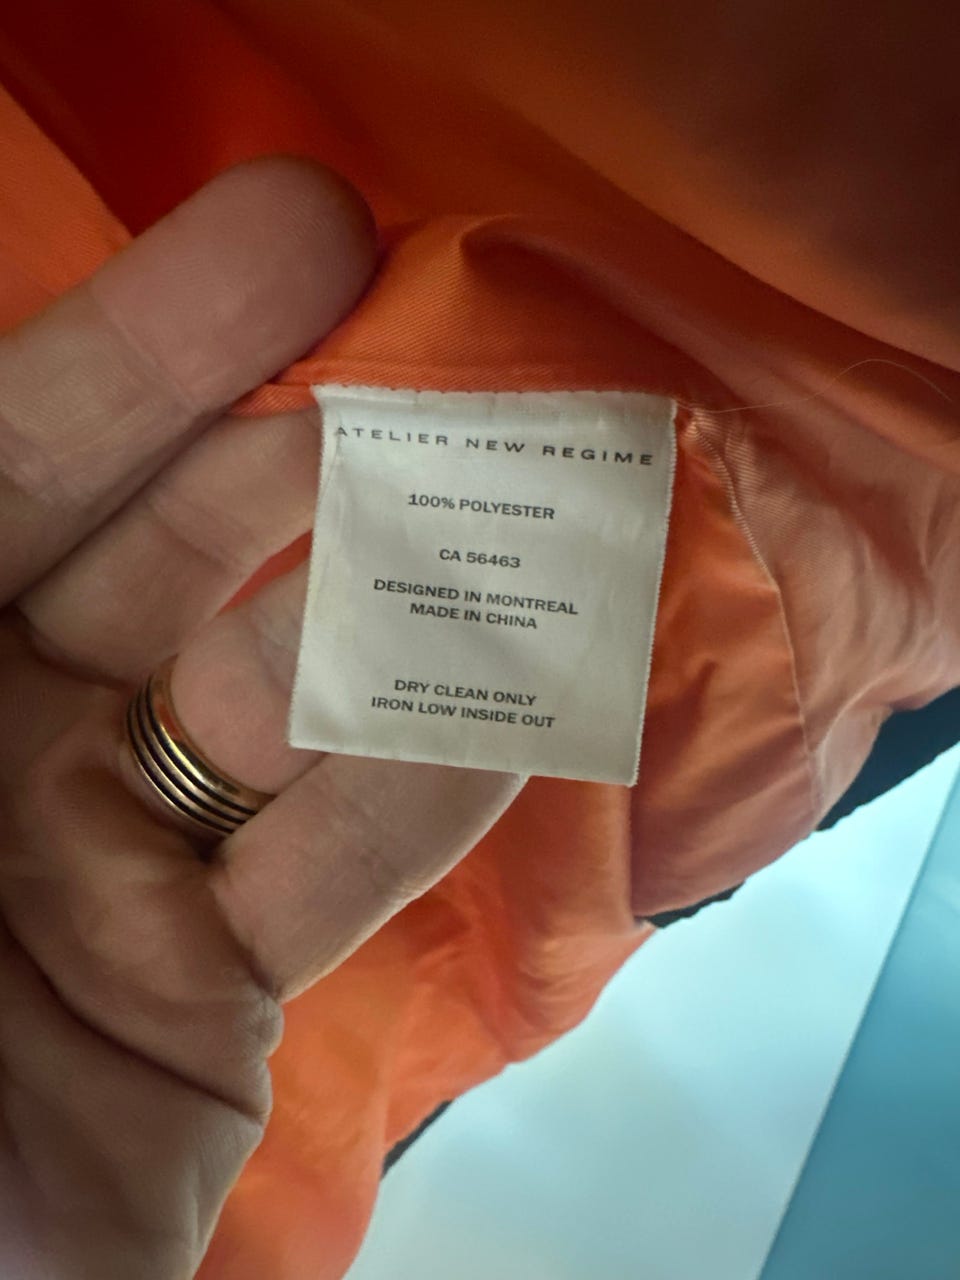 ATELIER NEW REGIME
100% POLYESTER
CA 56463
DESIGNED IN MONTREAL
MADE IN CHINA
DRY CLEAN ONLY
IRON LOW INSIDE OUT